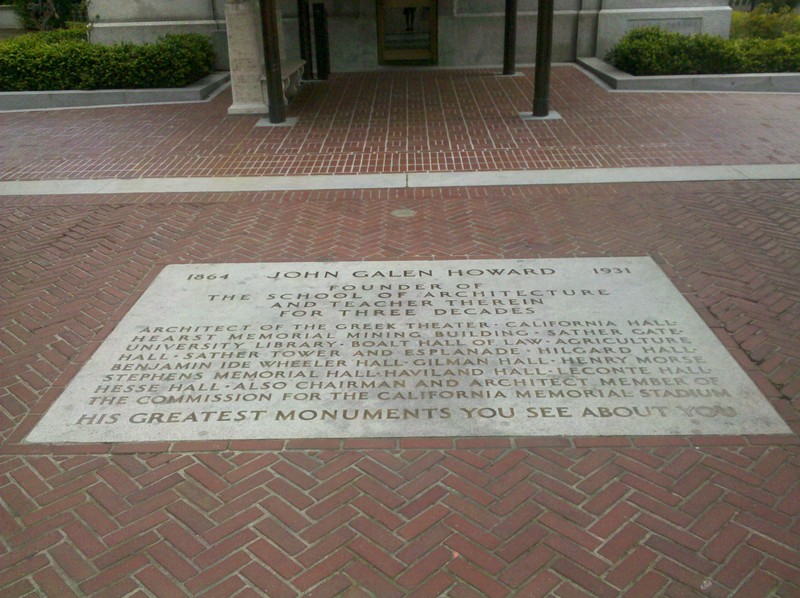 1864 JOHN GALEN HOWARD 1931
FOUNDER OF
THE SCHOOL OF ARCHITECTURE
AND TEACHER THEREIN
FOR THREE DECADES
ARCHITECT OF THE GREEK THEATER · CALIFORNIA HALL ·
HEARST MEMORIAL MINING BUILDING · SATHER GATE ·
UNIVERSITY LIBRARY · BOALT HALL OF LAW · AGRICULTURE
HALL · SATHER TOWER AND ESPLANADE · HILGARD HALL ·
BENJAMIN IDE WHEELER HALL · GILMAN HALL · HENRY MORSE
STEPHENS MEMORIAL HALL · HAVILAND HALL · LECONTE HALL ·
HESSE HALL · ALSO CHAIRMAN AND ARCHITECT MEMBER OF
THE COMMISSION FOR THE CALIFORNIA MEMORIAL STADIUM
HIS GREATEST MONUMENTS YOU SEE ABOUT YOU